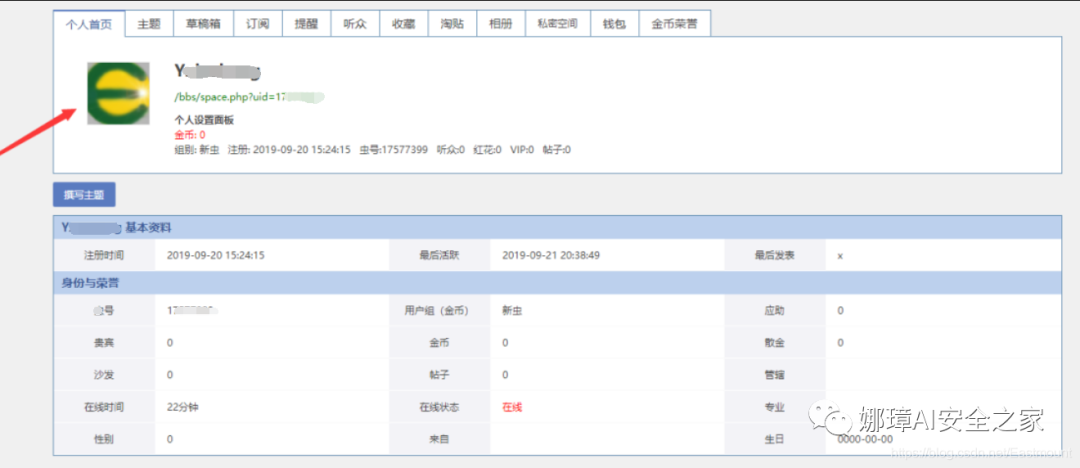 个人首页 主题 草稿箱 订阅 提醒 听众 收藏 淘贴 相册 私密空间 钱包 金币荣誉
/bbs/space.php?uid=17
个人设置面板
金币: 0
组别: 新虫 注册: 2019-09-20 15:24:15 虫号:17577399 听众:0 红花:0 VIP:0 帖子:0
撰写主题
基本资料
注册时间 2019-09-20 15:24:15 最后活跃 2019-09-21 20:38:49 最后发表 x
身份与荣誉
号 17 用户组（金币） 新虫 应助 0
贵宾 0 金币 0 散金 0
沙发 0 帖子 0 管辖
在线时间 22分钟 在线状态 在线 专业
性别 0 来自 生日 0000-00-00
娜璋AI安全之家
https://blog.csdn.net/Eastmount